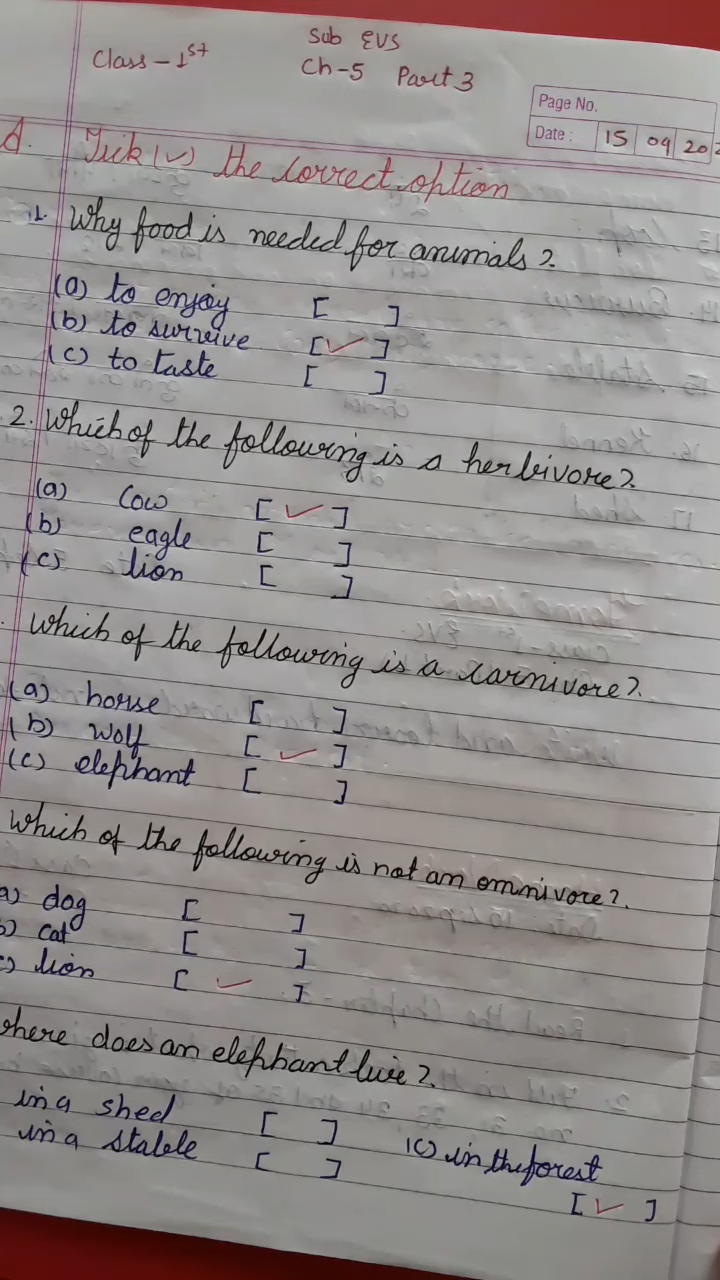 Sub EVS
Class - 1st
Ch-5 Part 3
Page No.
Date: 15 09 202
A. Tick (✓) the correct option
1. Why food is needed for animals?
(a) to enjoy [ ]
(b) to survive [✓]
(c) to taste [ ]
2. Which of the following is a herbivore?
(a) Cow [✓]
(b) eagle [ ]
(c) lion [ ]
. which of the following is a carnivore?
(a) horse [ ]
(b) wolf [✓]
(c) elephant [ ]
which of the following is not an omnivore?
a) dog [ ]
b) cat [ ]
c) lion [✓]
where does an elephant live?
in a shed [ ]
in a stable [ ] (c) in the forest
[✓]